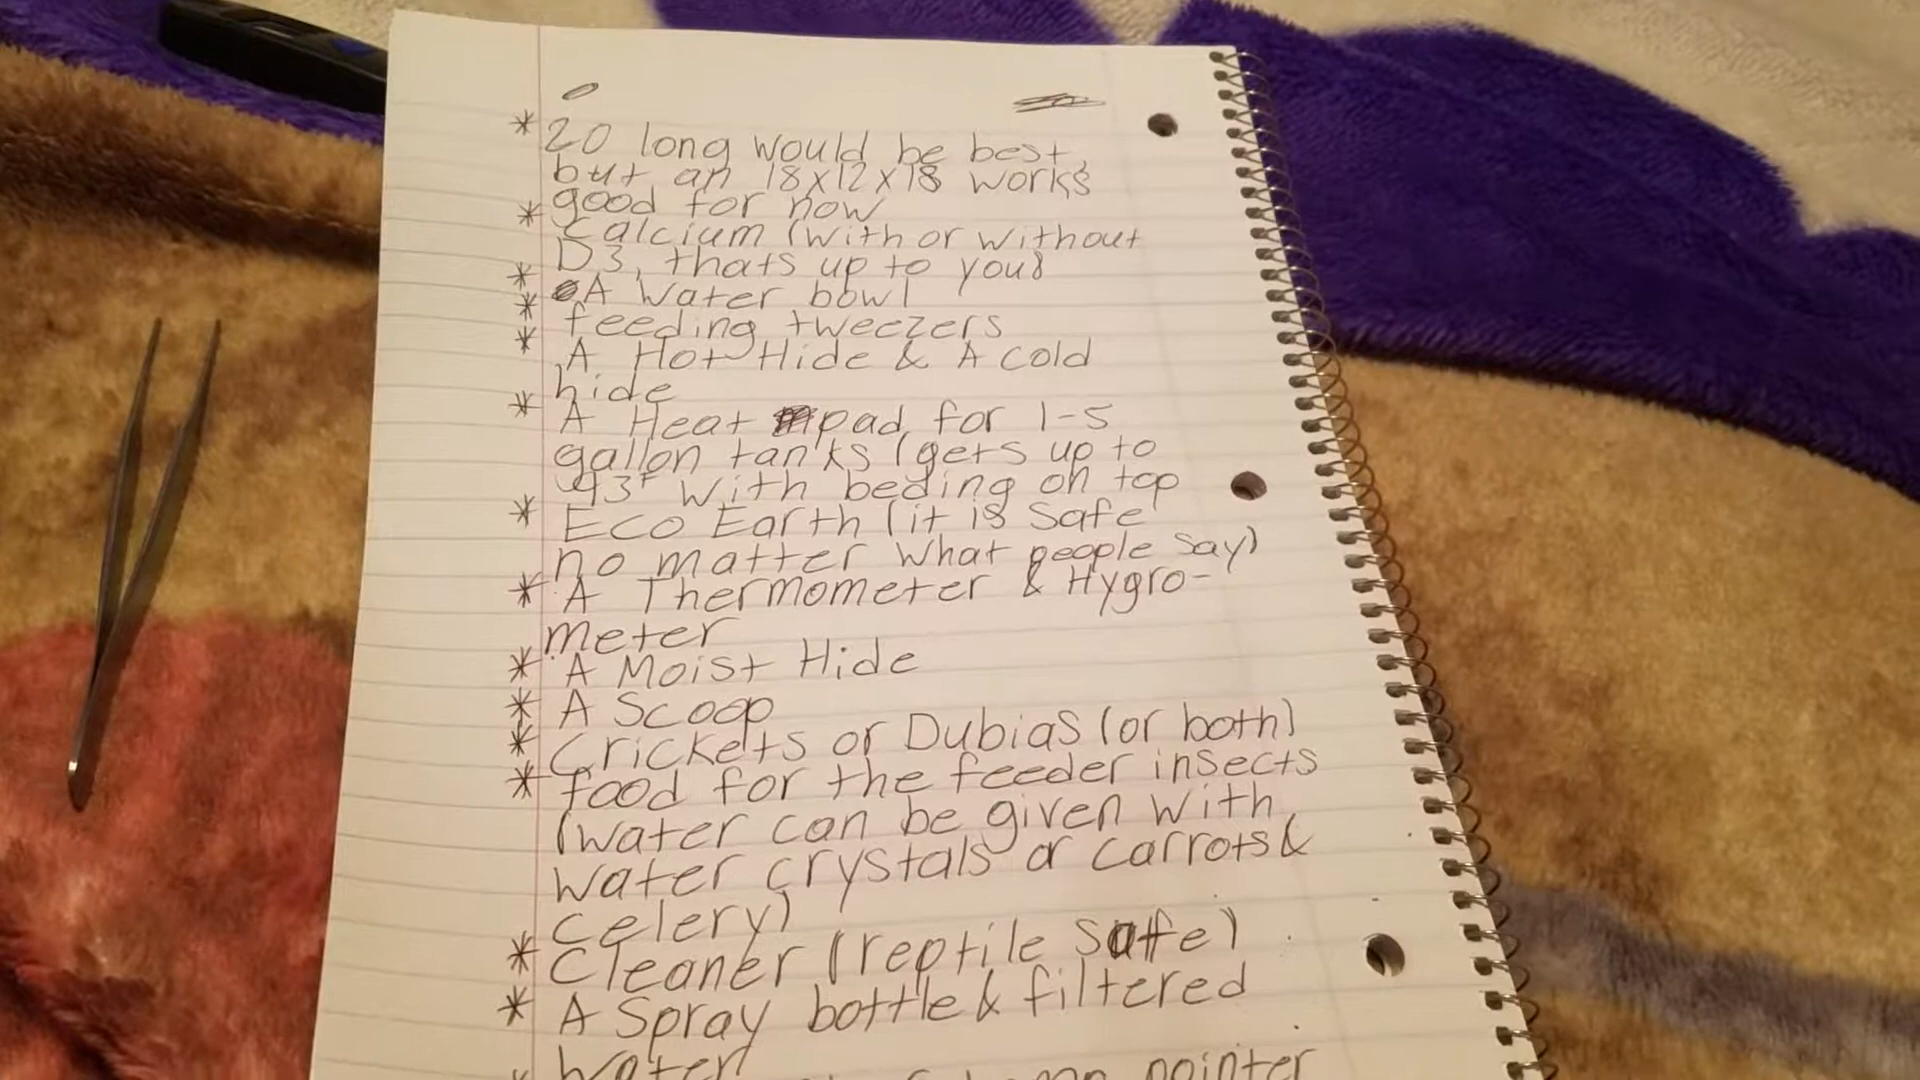 * 20 long would be best
but an 18x12x18 works
good for now
* Calcium (with or without
D3, thats up to you)
* A Water bowl
* feeding tweezers
* A Hot Hide & A cold
hide
* A Heat pad for 1-5
gallon tanks (gets up to
93F with beding on top
* Eco Earth (it is safe
no matter what people say)
* A Thermometer & Hygro-
meter
* A Moist Hide
* A Scoop
* Crickets or Dubias (or both)
* food for the feeder insects
(water can be given with
water crystals or carrots &
celery)
* Cleaner (reptile safe)
* A Spray bottle & filtered
water
pointer